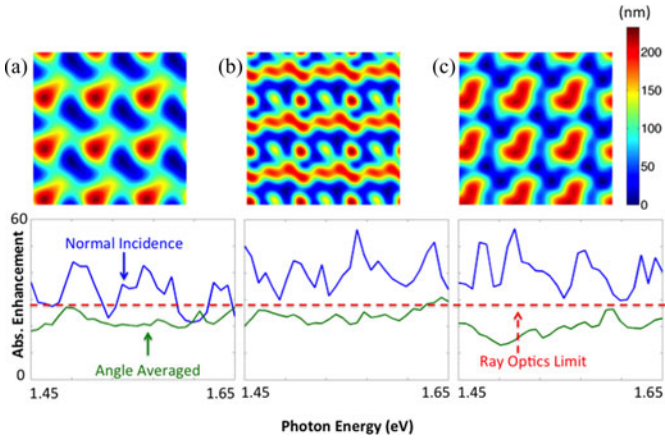 (nm)
(a)
(b)
(c)
200
150
100
50
0
60
Abs. Enhancement
0
Normal Incidence
Angle Averaged
Ray Optics Limit
1.45
1.65
1.45
1.65
1.45
1.65
Photon Energy (eV)